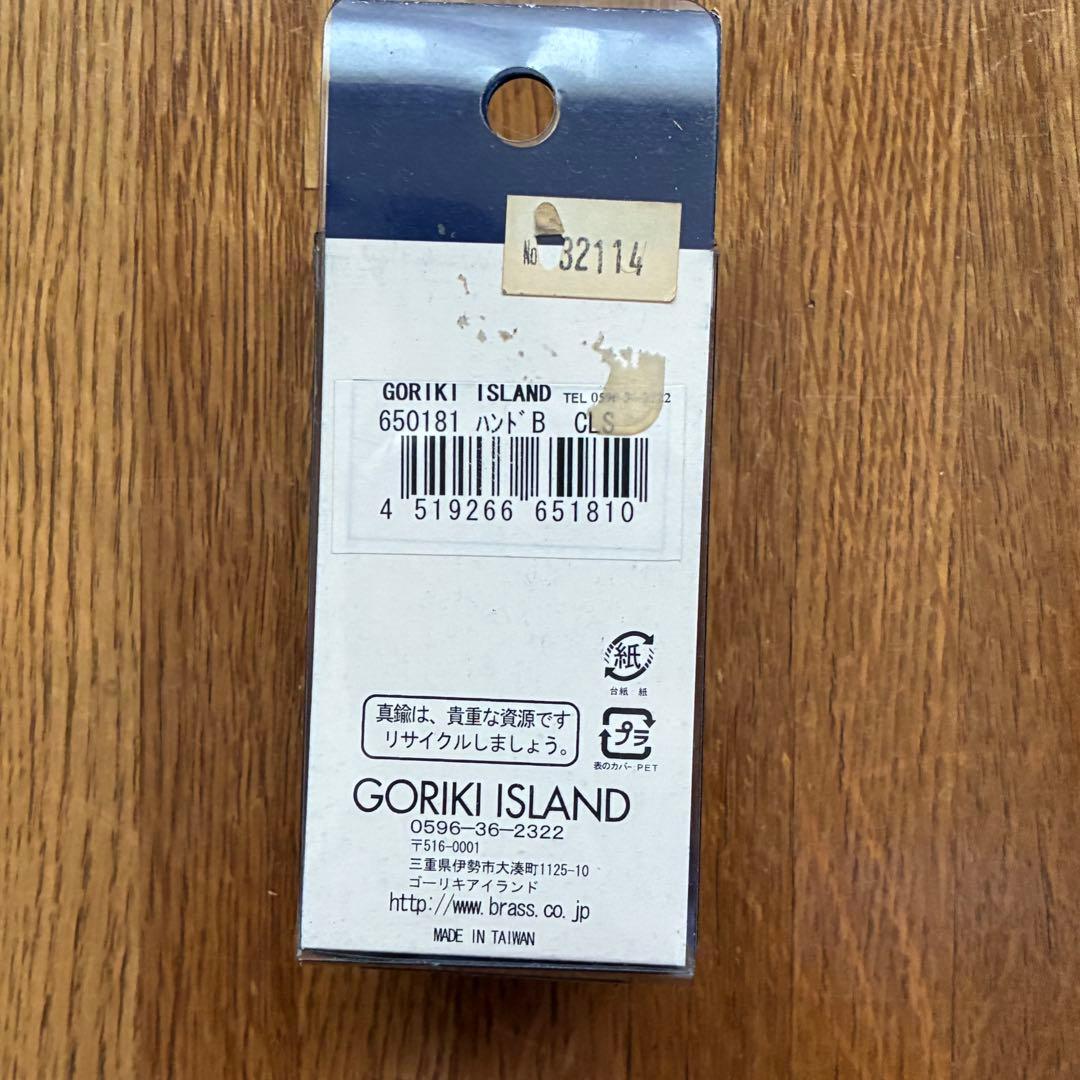 No 32114
GORIKI ISLAND TEL
650181 ハンドB CLS
4 519266 651810
紙
台紙 紙
真鍮は、貴重な資源です
リサイクルしましょう。
プラ
表のカバー:PET
GORIKI ISLAND
0596-36-2322
〒516-0001
三重県伊勢市大湊町1125-10
ゴーリキアイランド
http://www.brass.co.jp
MADE IN TAIWAN